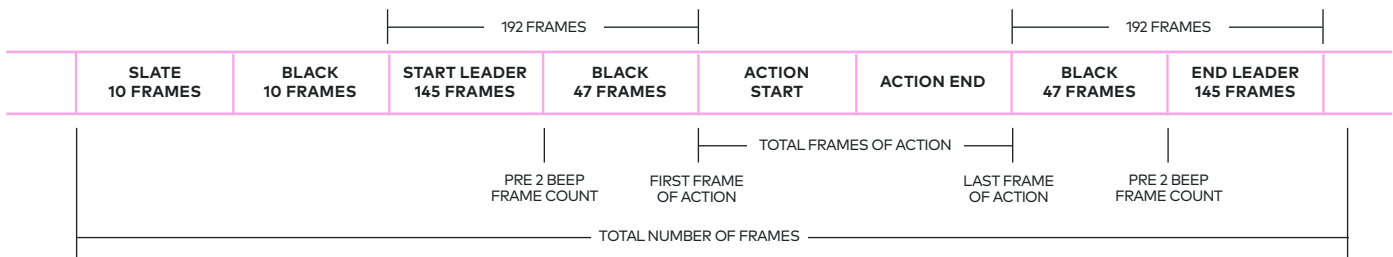 192 FRAMES
192 FRAMES
SLATE
10 FRAMES
BLACK
10 FRAMES
START LEADER
145 FRAMES
BLACK
47 FRAMES
ACTION
START
ACTION END
BLACK
47 FRAMES
END LEADER
145 FRAMES
TOTAL FRAMES OF ACTION
PRE 2 BEEP
FRAME COUNT
FIRST FRAME
OF ACTION
LAST FRAME
OF ACTION
PRE 2 BEEP
FRAME COUNT
TOTAL NUMBER OF FRAMES